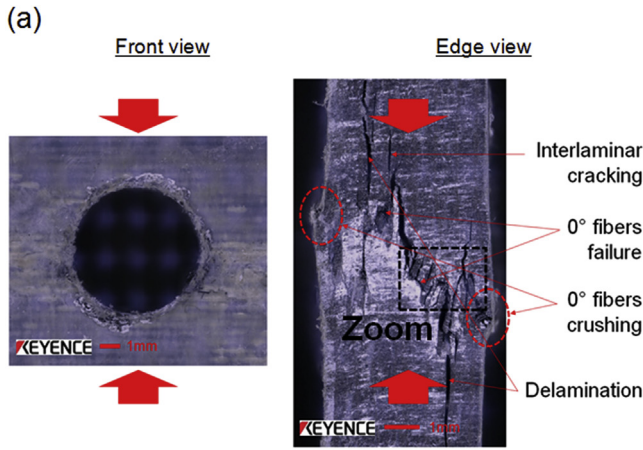 (a)
Front view
Edge view
Interlaminar
cracking
0° fibers
failure
0° fibers
crushing
Zoom
Delamination
KEYENCE 1mm
KEYENCE 1mm